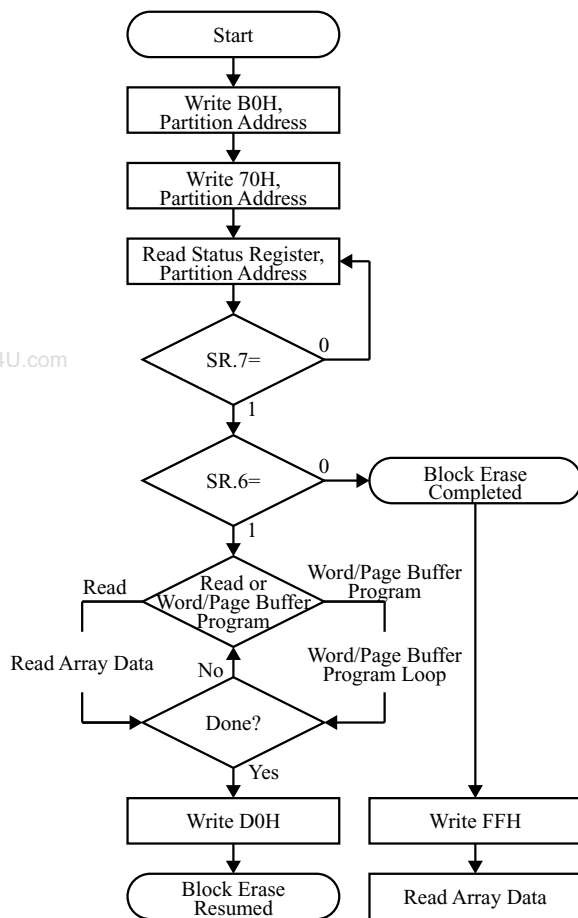 Start
Write B0H,
Partition Address
Write 70H,
Partition Address
Read Status Register,
Partition Address
4U.com
SR.7=
0
1
SR.6=
0
Block Erase
Completed
1
Read
Read or
Word/Page Buffer
Program
Word/Page Buffer
Program
Read Array Data
No
Word/Page Buffer
Program Loop
Done?
Yes
Write D0H
Write FFH
Block Erase
Resumed
Read Array Data